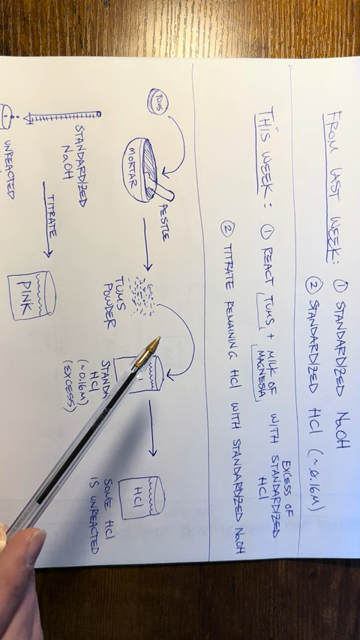 FROM LAST WEEK: ① STANDARDIZED NaOH
② STANDARDIZED HCl (~0.16M)
THIS WEEK: ① REACT TUMS + MILK OF MAGNESIA WITH EXCESS OF STANDARDIZED HCl
② TITRATE REMAINING HCl WITH STANDARDIZED NaOH
TUMS
MORTAR
PESTLE
TUMS
POWDER
HCl
(~0.16M)
(EXCESS)
HCl
SOME HCl
IS UNREACTED
STANDARDIZED
NaOH
TITRATE
PINK
UNREACTED